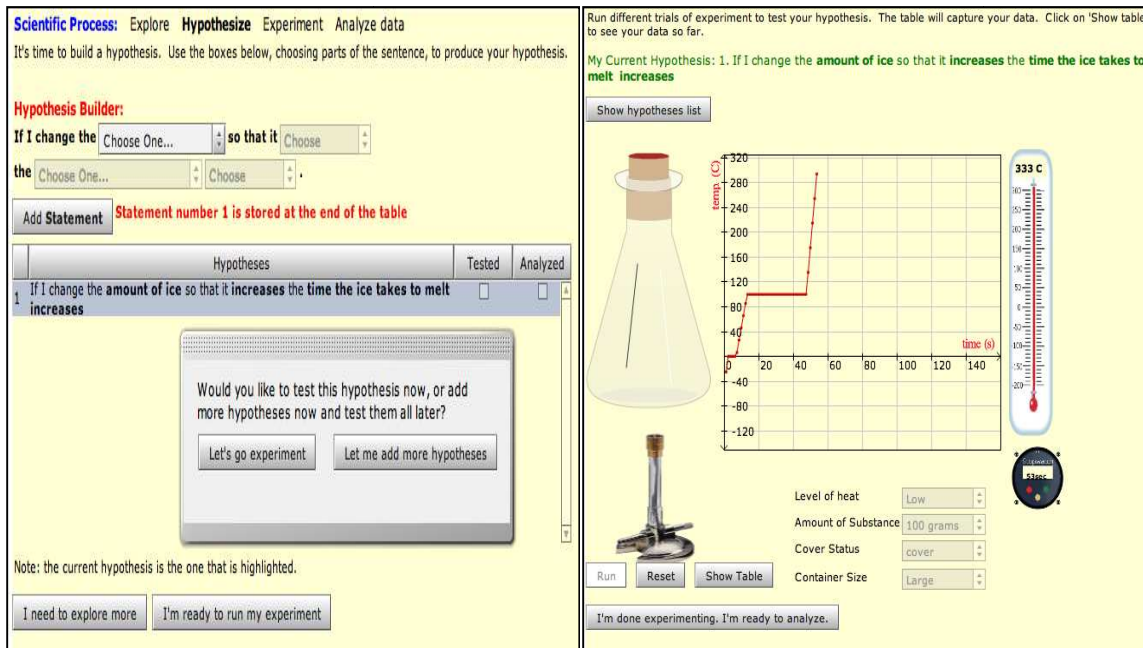 Scientific Process: Explore Hypothesize Experiment Analyze data
It's time to build a hypothesis. Use the boxes below, choosing parts of the sentence, to produce your hypothesis.
Hypothesis Builder:
If I change the Choose One... so that it Choose
the Choose One... Choose .
Add Statement Statement number 1 is stored at the end of the table
Hypotheses Tested Analyzed
1 If I change the amount of ice so that it increases the time the ice takes to melt
increases
Would you like to test this hypothesis now, or add
more hypotheses now and test them all later?
Let's go experiment Let me add more hypotheses
Note: the current hypothesis is the one that is highlighted.
I need to explore more I'm ready to run my experiment
Run different trials of experiment to test your hypothesis. The table will capture your data. Click on 'Show table
to see your data so far.
My Current Hypothesis: 1. If I change the amount of ice so that it increases the time the ice takes to
melt increases
Show hypotheses list
temp. (C)
320
280
240
200
160
120
80
40
0 20 40 60 80 100 120 140
time (s)
-40
-80
-120
333 C
50
0
53sec
Level of heat Low
Amount of Substance 100 grams
Cover Status cover
Container Size Large
Run Reset Show Table
I'm done experimenting. I'm ready to analyze.